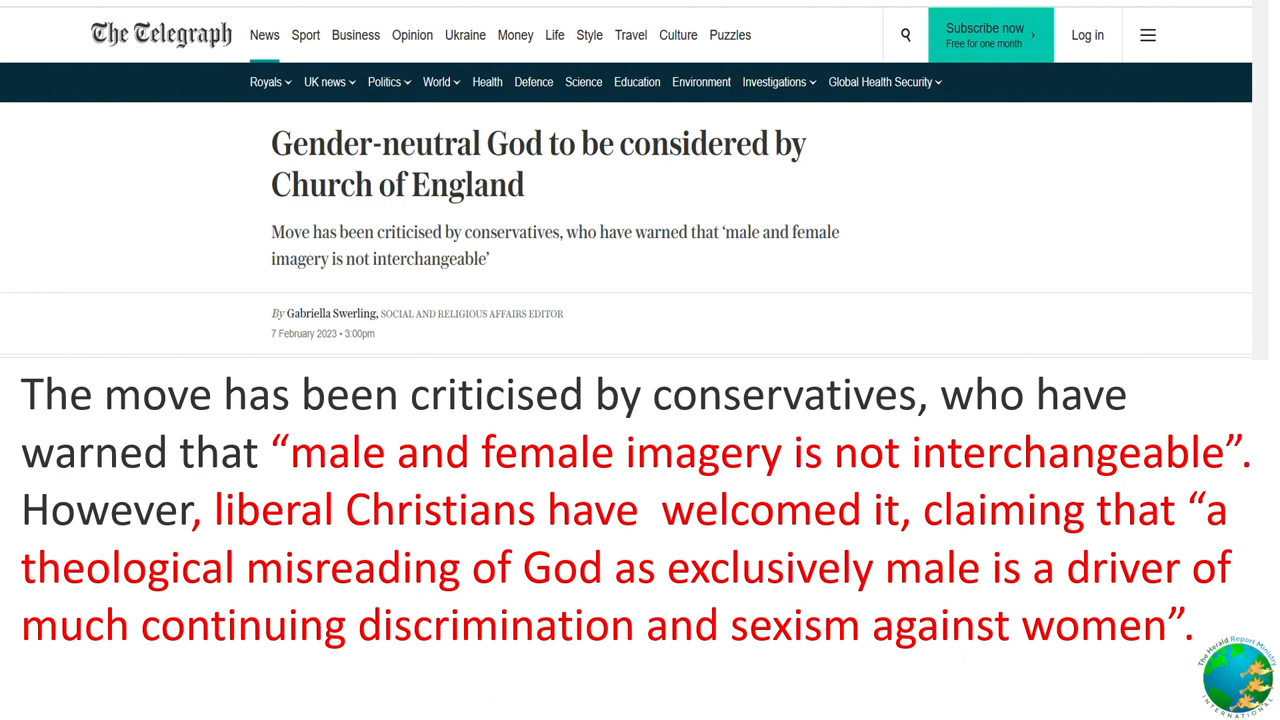 The Telegraph News Sport Business Opinion Ukraine Money Life Style Travel Culture Puzzles Subscribe now Log in
Free for one month
Royals UK news Politics World Health Defence Science Education Environment Investigations Global Health Security
Gender-neutral God to be considered by
Church of England
Move has been criticised by conservatives, who have warned that ‘male and female
imagery is not interchangeable’
By Gabriella Swerling, SOCIAL AND RELIGIOUS AFFAIRS EDITOR
7 February 2023 • 3:00pm
The move has been criticised by conservatives, who have
warned that “male and female imagery is not interchangeable”.
However, liberal Christians have welcomed it, claiming that “a
theological misreading of God as exclusively male is a driver of
much continuing discrimination and sexism against women”.
The Herald Report Ministry
INTERNATIONAL